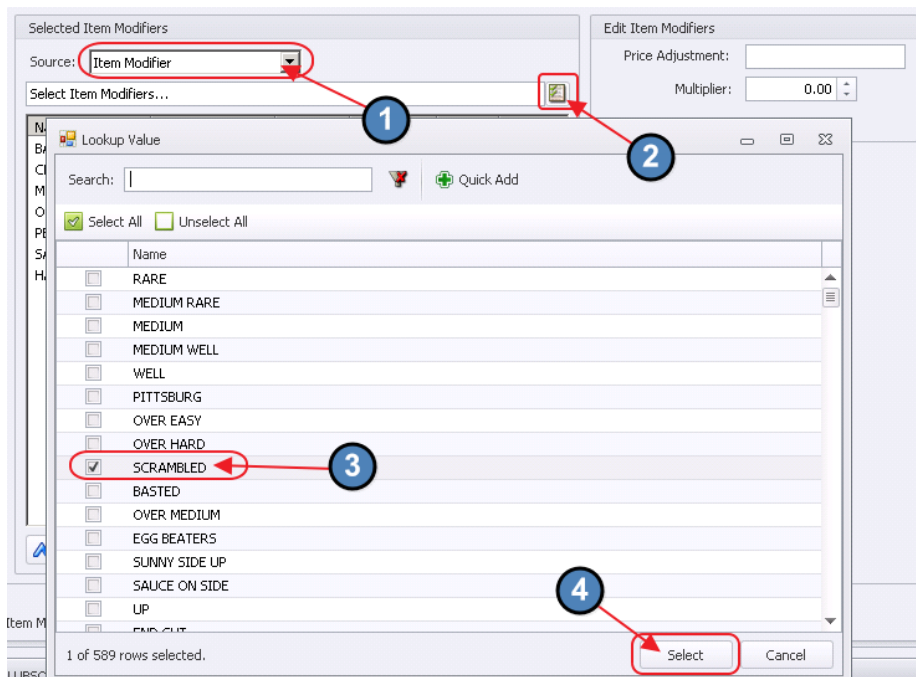 Selected Item Modifiers
Edit Item Modifiers
Source: Item Modifier
Price Adjustment:
Select Item Modifiers...
Multiplier: 0.00
1
2
Lookup Value
Search:
Quick Add
Select All Unselect All
Name
RARE
MEDIUM RARE
MEDIUM
MEDIUM WELL
WELL
PITTSBURG
OVER EASY
OVER HARD
SCRAMBLED
3
BASTED
OVER MEDIUM
EGG BEATERS
SUNNY SIDE UP
SAUCE ON SIDE
4
UP
END CUT
Item M
1 of 589 rows selected.
Select
Cancel